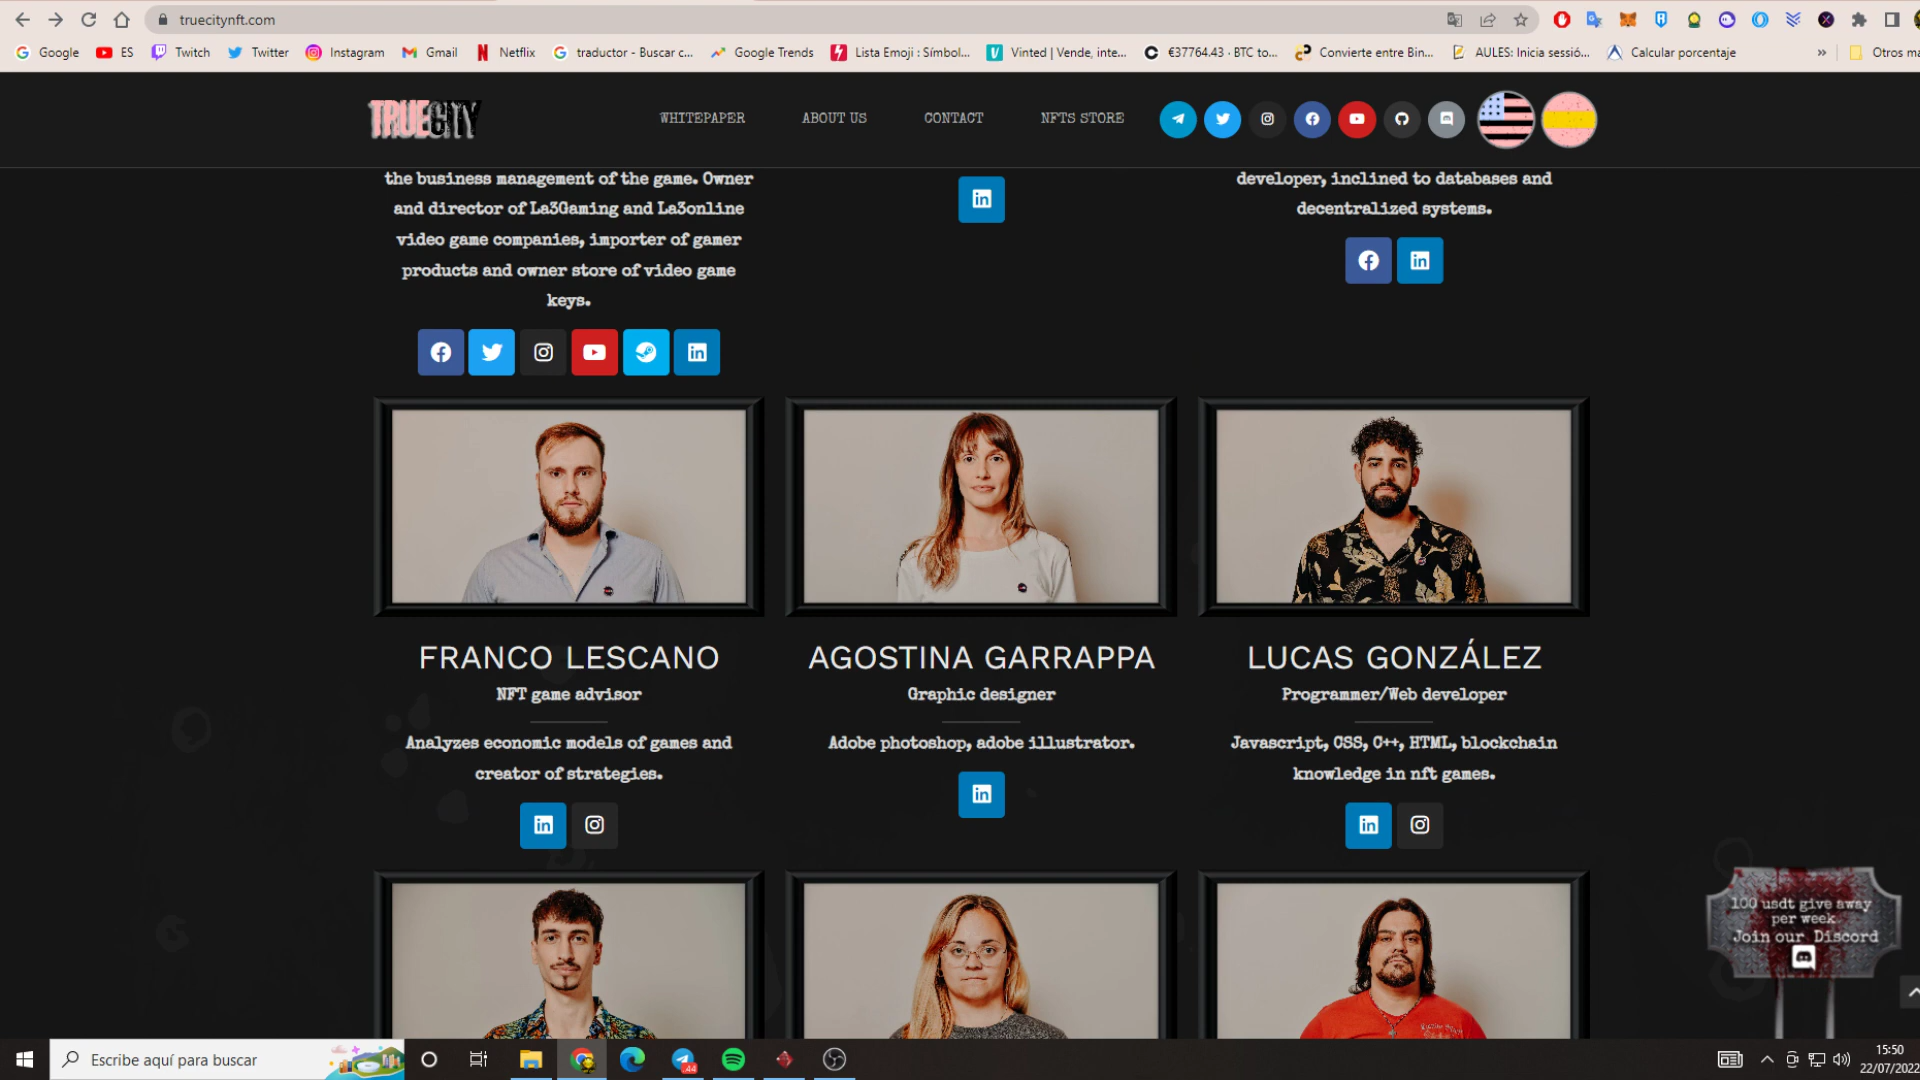 truecitynft.com
Google
ES
Twitch
Twitter
Instagram
Gmail
Netflix
traductor - Buscar c...
Google Trends
Lista Emoji : Símbol...
Vinted | Vende, inte...
€37764.43 · BTC to...
Convierte entre Bin...
AULES: Inicia sessió...
Calcular porcentaje
»
Otros ma
TRUECITY
WHITEPAPER
ABOUT US
CONTACT
NFTS STORE
the business management of the game. Owner
and director of La3Gaming and La3online
video game companies, importer of gamer
products and owner store of video game
keys.
developer, inclined to databases and
decentralized systems.
FRANCO LESCANO
NFT game advisor
Analyzes economic models of games and
creator of strategies.
AGOSTINA GARRAPPA
Graphic designer
Adobe photoshop, adobe illustrator.
LUCAS GONZÁLEZ
Programmer/Web developer
Javascript, CSS, C++, HTML, blockchain
knowledge in nft games.
100 usdt give away
per week
Join our Discord
Escribe aquí para buscar
44
15:50
22/07/2022